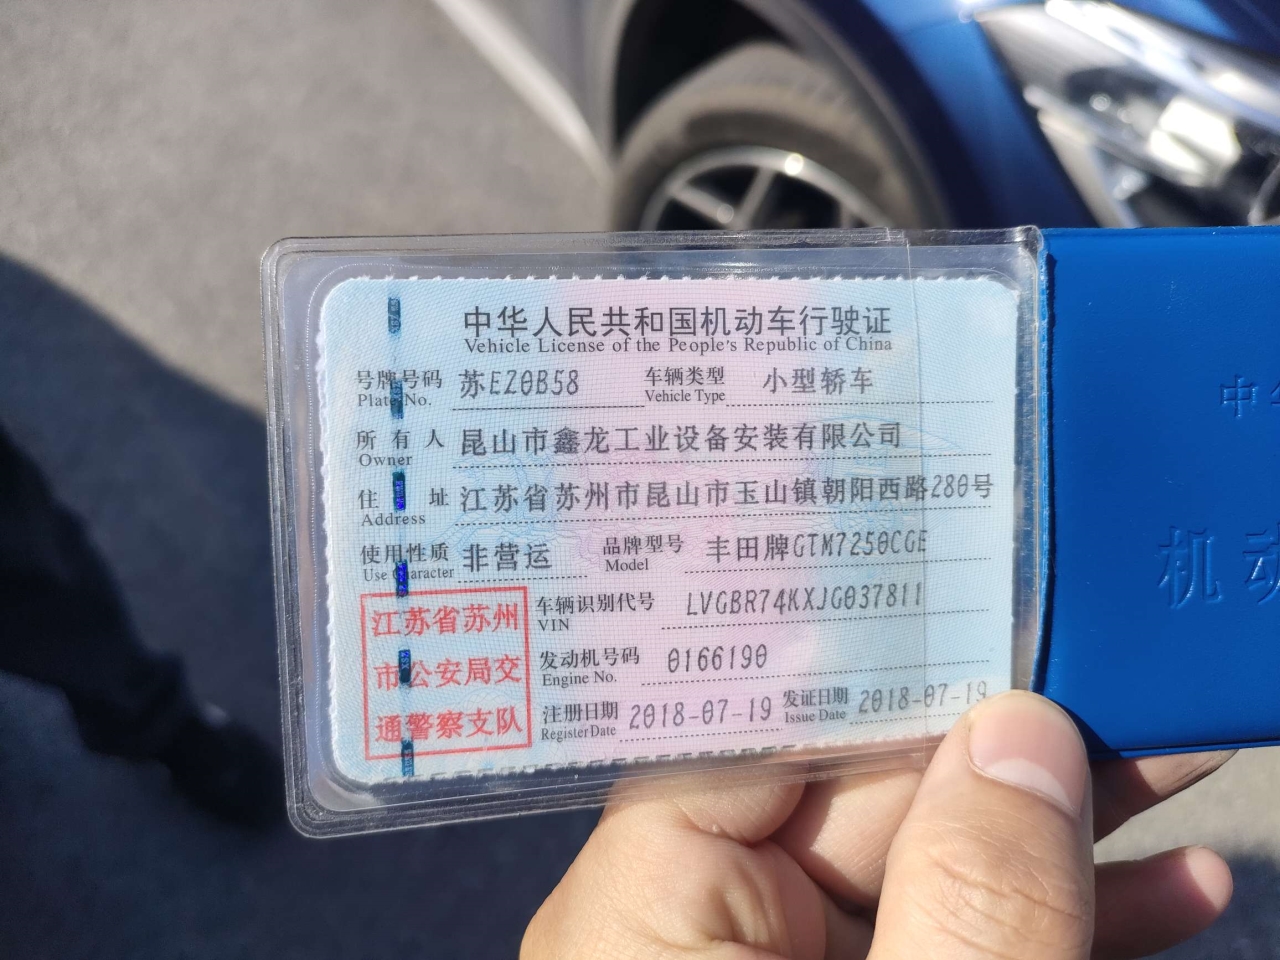 中华人民共和国机动车行驶证
Vehicle License of the People's Republic of China
号牌号码 苏EZ0B58 车辆类型 小型轿车
Plate No. Vehicle Type
所有人 昆山市鑫龙工业设备安装有限公司
Owner
住址 江苏省苏州市昆山市玉山镇朝阳西路280号
Address
使用性质 非营运 品牌型号 丰田牌GTM7250CGE
Use Character Model
江苏省苏州
市公安局交
通警察支队
车辆识别代号 LVGBR74KXJG037811
VIN
发动机号码 0166190
Engine No.
注册日期 2018-07-19 发证日期 2018-07-19
Register Date Issue Date
中
机动